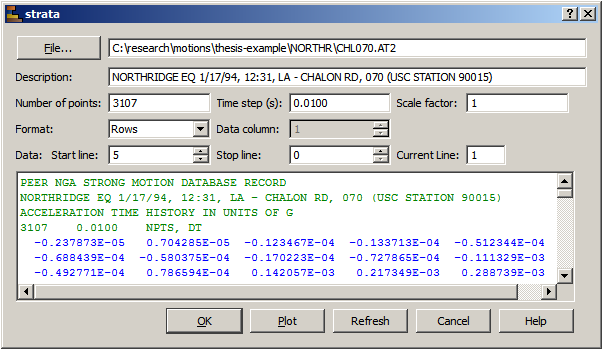 strata
File... C:\research\motions\thesis-example\NORTHR\CHL070.AT2
Description: NORTHRIDGE EQ 1/17/94, 12:31, LA - CHALON RD, 070 (USC STATION 90015)
Number of points: 3107 Time step (s): 0.0100 Scale factor: 1
Format: Rows Data column: 1
Data: Start line: 5 Stop line: 0 Current Line: 1
PEER NGA STRONG MOTION DATABASE RECORD
NORTHRIDGE EQ 1/17/94, 12:31, LA - CHALON RD, 070 (USC STATION 90015)
ACCELERATION TIME HISTORY IN UNITS OF G
3107 0.0100 NPTS, DT
-0.237873E-05 0.704285E-05 -0.123467E-04 -0.133713E-04 -0.512344E-04
-0.688439E-04 -0.580375E-04 -0.170223E-04 -0.727865E-04 -0.111329E-03
-0.492771E-04 0.786594E-04 0.142057E-03 0.217349E-03 0.288739E-03
OK Plot Refresh Cancel Help